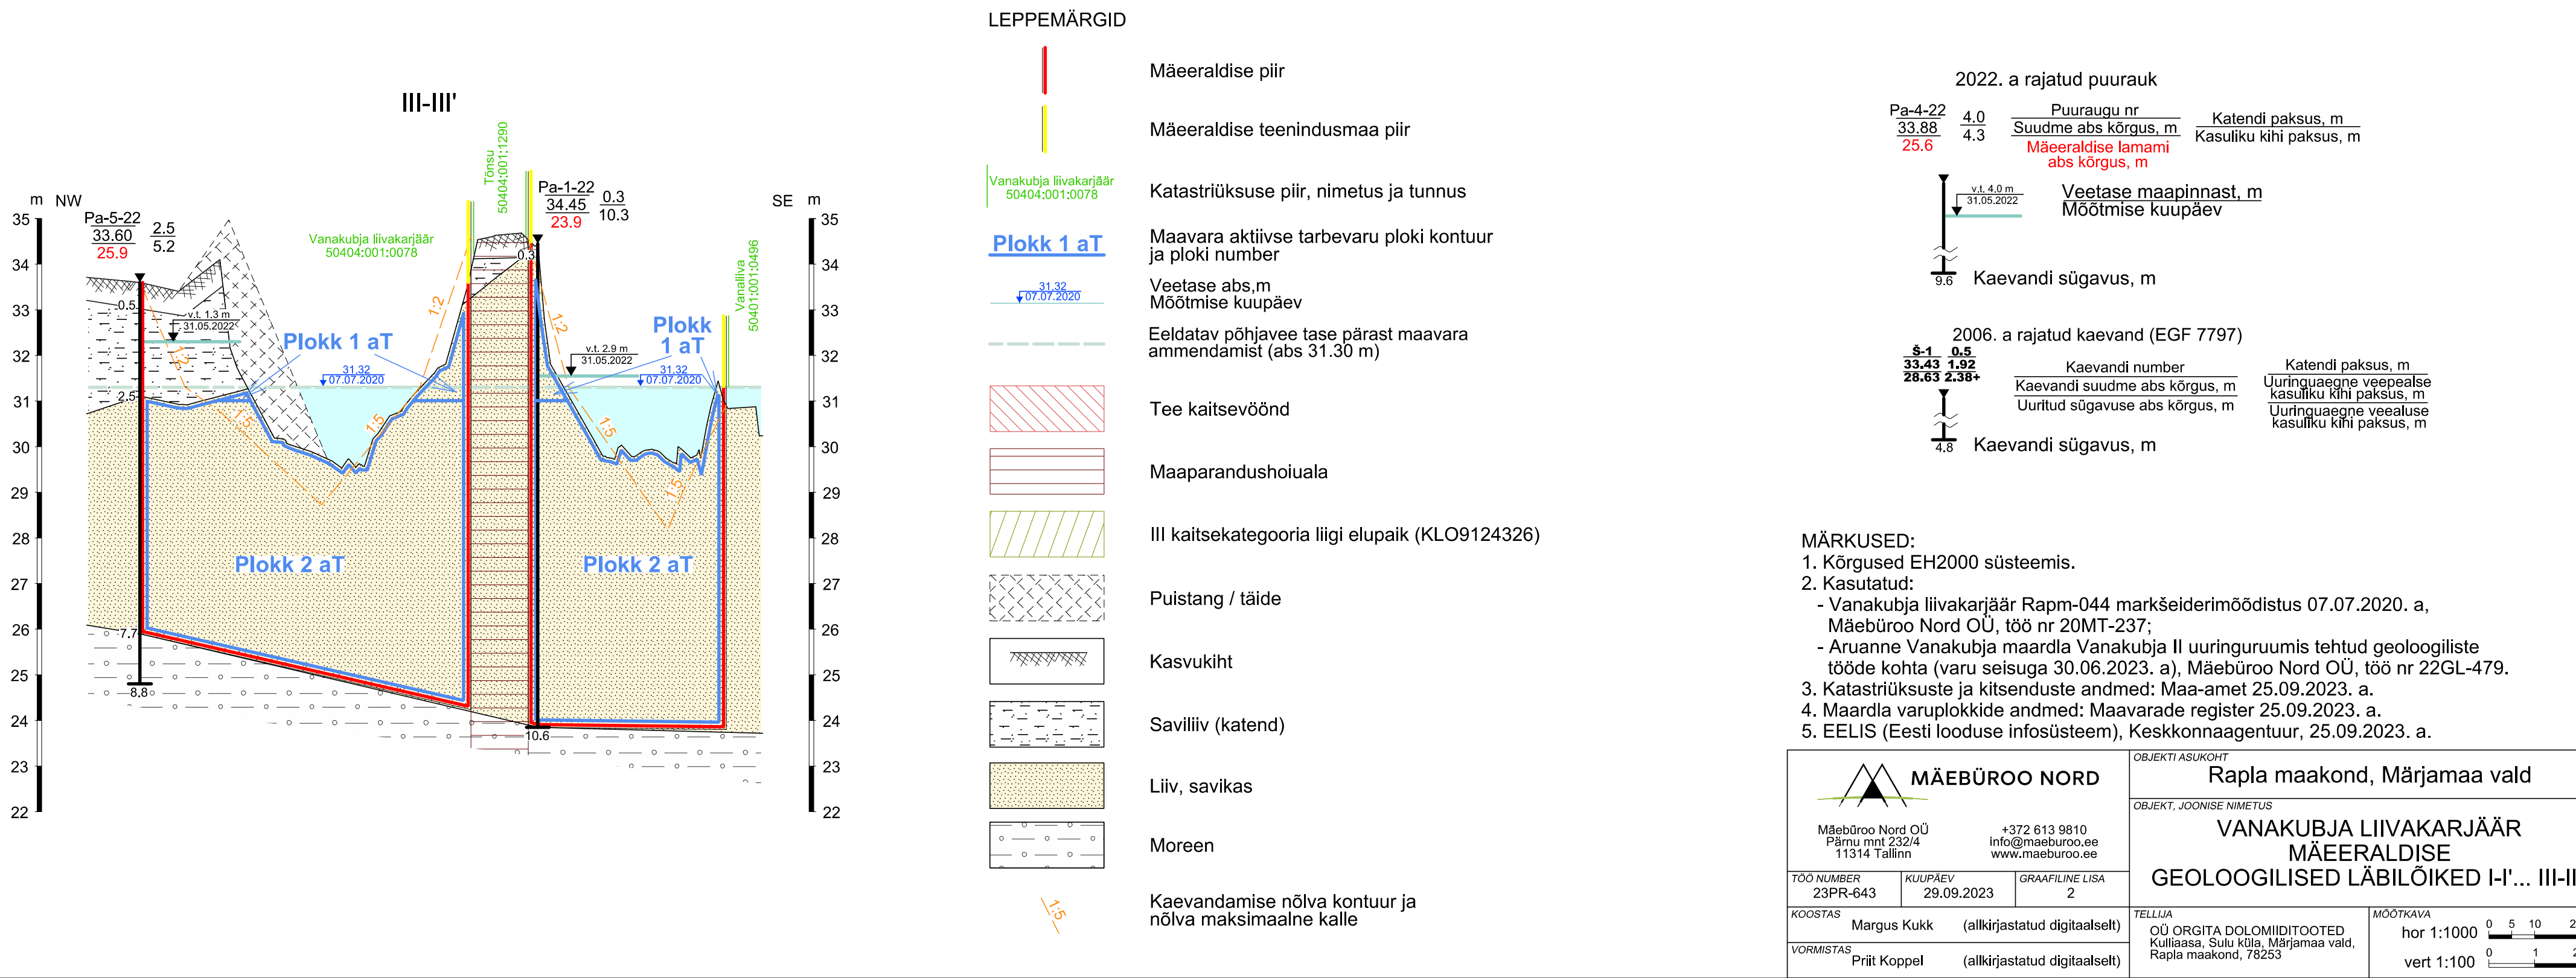 III-III'
m NW
SE m
35
34
33
32
31
30
29
28
27
26
25
24
23
22
35
34
33
32
31
30
29
28
27
26
25
24
23
22
Pa-5-22
33.60
25.9
2.5
5.2
Vanakubja liivakarjäär
50404:001:0078
Tõnsu
50404:001:1290
Pa-1-22
34.45
23.9
0.3
10.3
Vanaliiva
50401:001:0496
0.5
v.t. 1.3 m
31.05.2022
2.5
7.7
8.8
1:2
1:5
Plokk 1 aT
31.32
07.07.2020
1:5
1:2
0.3
1:2
v.t. 2.9 m
31.05.2022
Plokk
1 aT
31.32
07.07.2020
1:5
1:5
Plokk 2 aT
Plokk 2 aT
10.6
LEPPEMÄRGID
Mäeeraldise piir
Mäeeraldise teenindusmaa piir
Vanakubja liivakarjäär
50404:001:0078
Katastriüksuse piir, nimetus ja tunnus
Plokk 1 aT
Maavara aktiivse tarbevaru ploki kontuur
ja ploki number
31.32
07.07.2020
Veetase abs,m
Mõõtmise kuupäev
Eeldatav põhjavee tase pärast maavara
ammendamist (abs 31.30 m)
Tee kaitsevöönd
Maaparandushoiuala
III kaitsekategooria liigi elupaik (KLO9124326)
Puistang / täide
Kasvukiht
Saviliiv (katend)
Liiv, savikas
Moreen
1:5
Kaevandamise nõlva kontuur ja
nõlva maksimaalne kalle
2022. a rajatud puurauk
Pa-4-22
33.88
25.6
4.0
4.3
Puuraugu nr
Suudme abs kõrgus, m
Mäeeraldise lamami
abs kõrgus, m
Katendi paksus, m
Kasuliku kihi paksus, m
v.t. 4.0 m
31.05.2022
Veetase maapinnast, m
Mõõtmise kuupäev
9.6
Kaevandi sügavus, m
2006. a rajatud kaevand (EGF 7797)
Š-1 0.5
33.43 1.92
28.63 2.38+
Kaevandi number
Kaevandi suudme abs kõrgus, m
Uuritud sügavuse abs kõrgus, m
Katendi paksus, m
Uuringuaegne veepealse
kasuliku kihi paksus, m
Uuringuaegne veealuse
kasuliku kihi paksus, m
4.8
Kaevandi sügavus, m
MÄRKUSED:
1. Kõrgused EH2000 süsteemis.
2. Kasutatud:
- Vanakubja liivakarjäär Rapm-044 markšeiderimõõdistus 07.07.2020. a,
Mäebüroo Nord OÜ, töö nr 20MT-237;
- Aruanne Vanakubja maardla Vanakubja II uuringuruumis tehtud geoloogiliste
tööde kohta (varu seisuga 30.06.2023. a), Mäebüroo Nord OÜ, töö nr 22GL-479.
3. Katastriüksuste ja kitsenduste andmed: Maa-amet 25.09.2023. a.
4. Maardla varuplokkide andmed: Maavarade register 25.09.2023. a.
5. EELIS (Eesti looduse infosüsteem), Keskkonnaagentuur, 25.09.2023. a.
MÄEBÜROO NORD
Mäebüroo Nord OÜ
Pärnu mnt 232/4
11314 Tallinn
+372 613 9810
info@maeburoo.ee
www.maeburoo.ee
TÖÖ NUMBER
23PR-643
KUUPÄEV
29.09.2023
GRAAFILINE LISA
2
KOOSTAS
Margus Kukk (allkirjastatud digitaalselt)
VORMISTAS
Priit Koppel (allkirjastatud digitaalselt)
OBJEKTI ASUKOHT
Rapla maakond, Märjamaa vald
OBJEKT, JOONISE NIMETUS
VANAKUBJA LIIVAKARJÄÄR
MÄEERALDISE
GEOLOOGILISED LÄBILÕIKED I-I'... III-II
TELLIJA
OÜ ORGITA DOLOMIIDITOOTED
Kulliaasa, Sulu küla, Märjamaa vald,
Rapla maakond, 78253
MÕÕTKAVA
hor 1:1000
0 5 10 2
vert 1:100
0 1